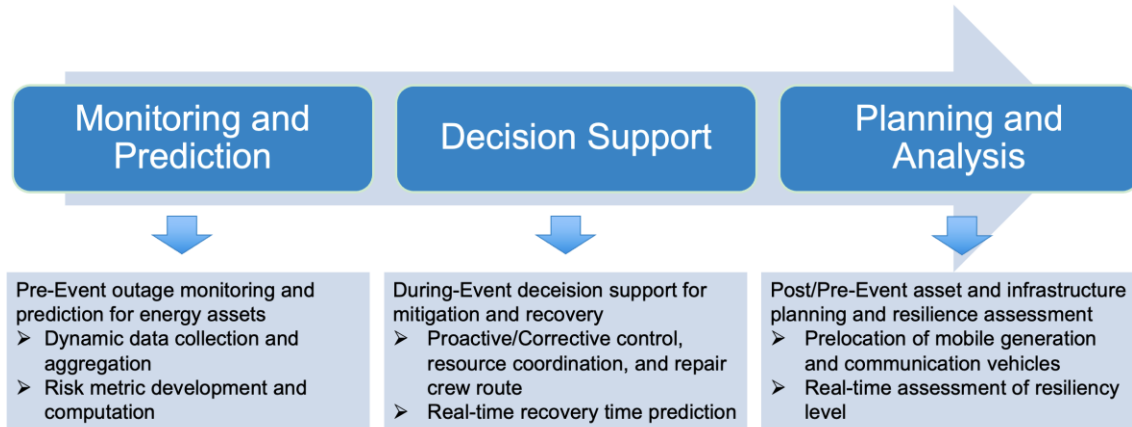 Monitoring and
Prediction
Decision Support
Planning and
Analysis
Pre-Event outage monitoring and
prediction for energy assets
➢ Dynamic data collection and
aggregation
➢ Risk metric development and
computation
During-Event deceision support for
mitigation and recovery
➢ Proactive/Corrective control,
resource coordination, and repair
crew route
➢ Real-time recovery time prediction
Post/Pre-Event asset and infrastructure
planning and resilience assessment
➢ Prelocation of mobile generation
and communication vehicles
➢ Real-time assessment of resiliency
level